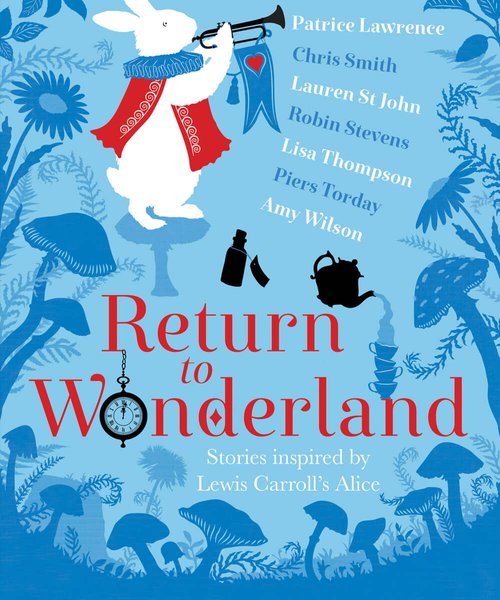 Patrice Lawrence
Chris Smith
Lauren St John
Robin Stevens
Lisa Thompson
Piers Torday
Amy Wilson
Return
to
Wonderland
Stories inspired by
Lewis Carroll's Alice